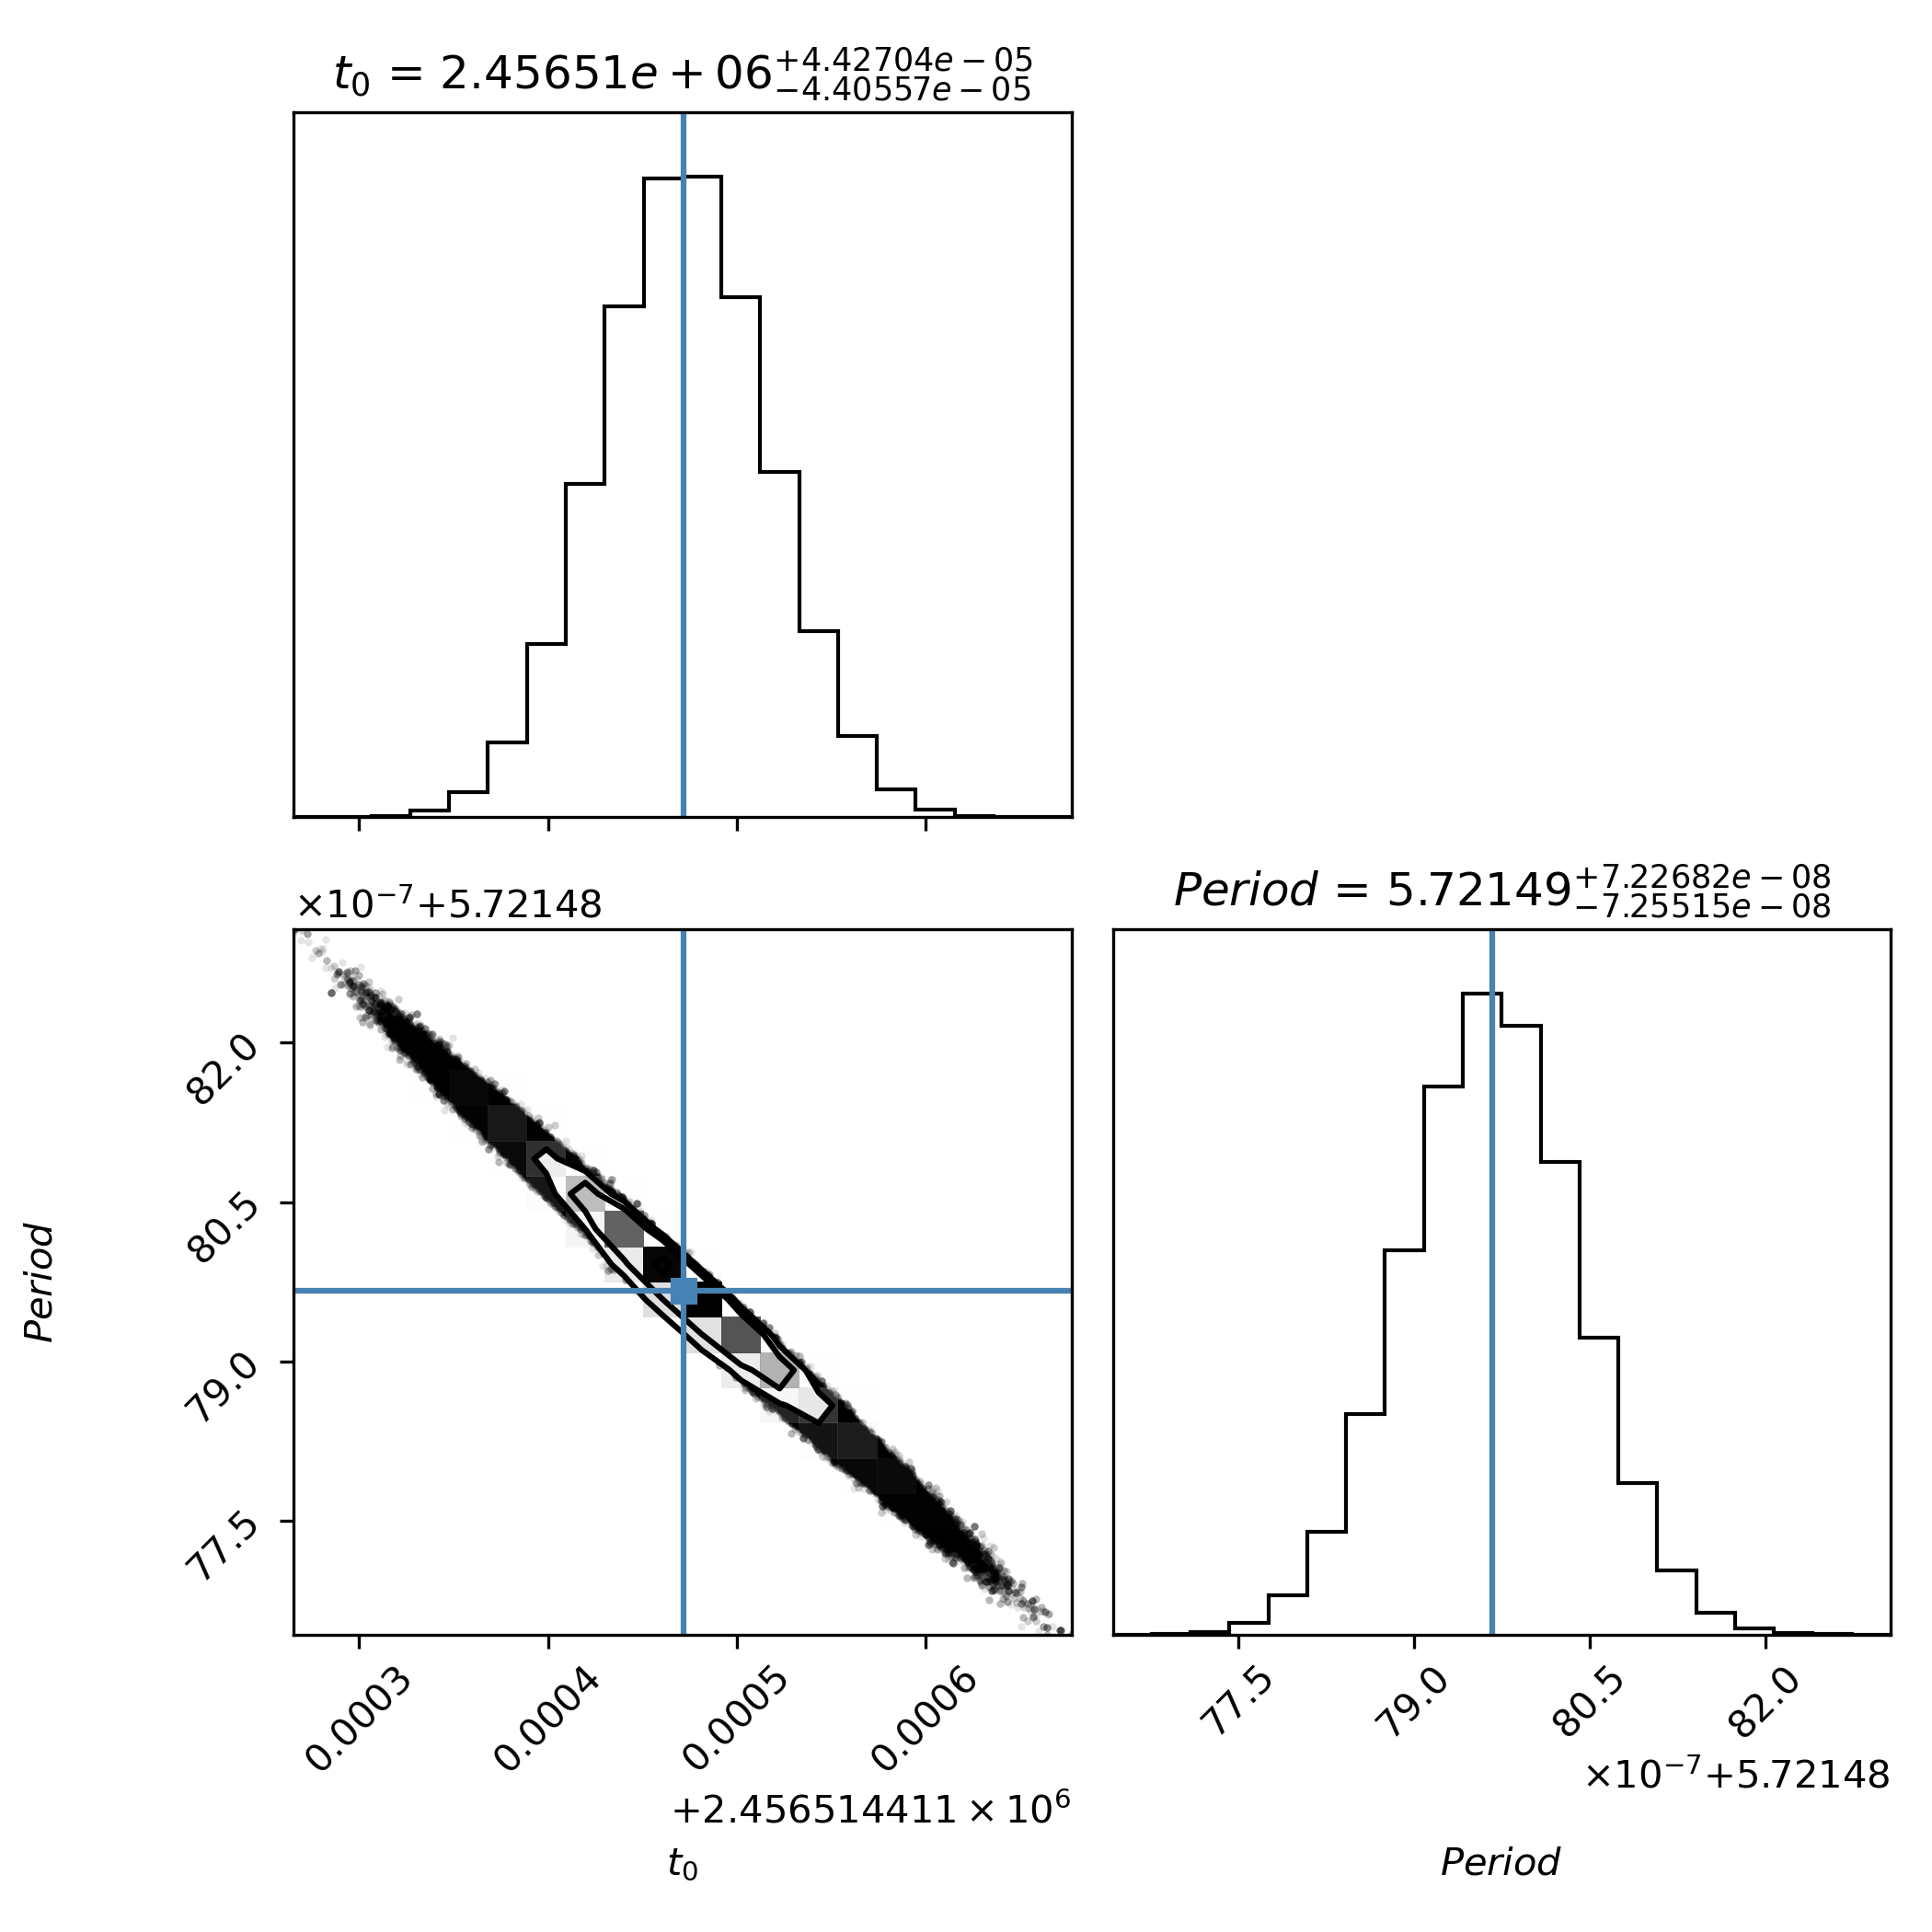 t₀ = 2.45651e + 06 +4.42704e − 05 −4.40557e − 05
×10⁻⁷+5.72148
Period = 5.72149 +7.22682e − 08 −7.25515e − 08
82.0
80.5
79.0
77.5
Period
0.0003 0.0004 0.0005 0.0006
77.5 79.0 80.5 82.0
×10⁻⁷+5.72148
+2.456514411 × 10⁶
t₀
Period